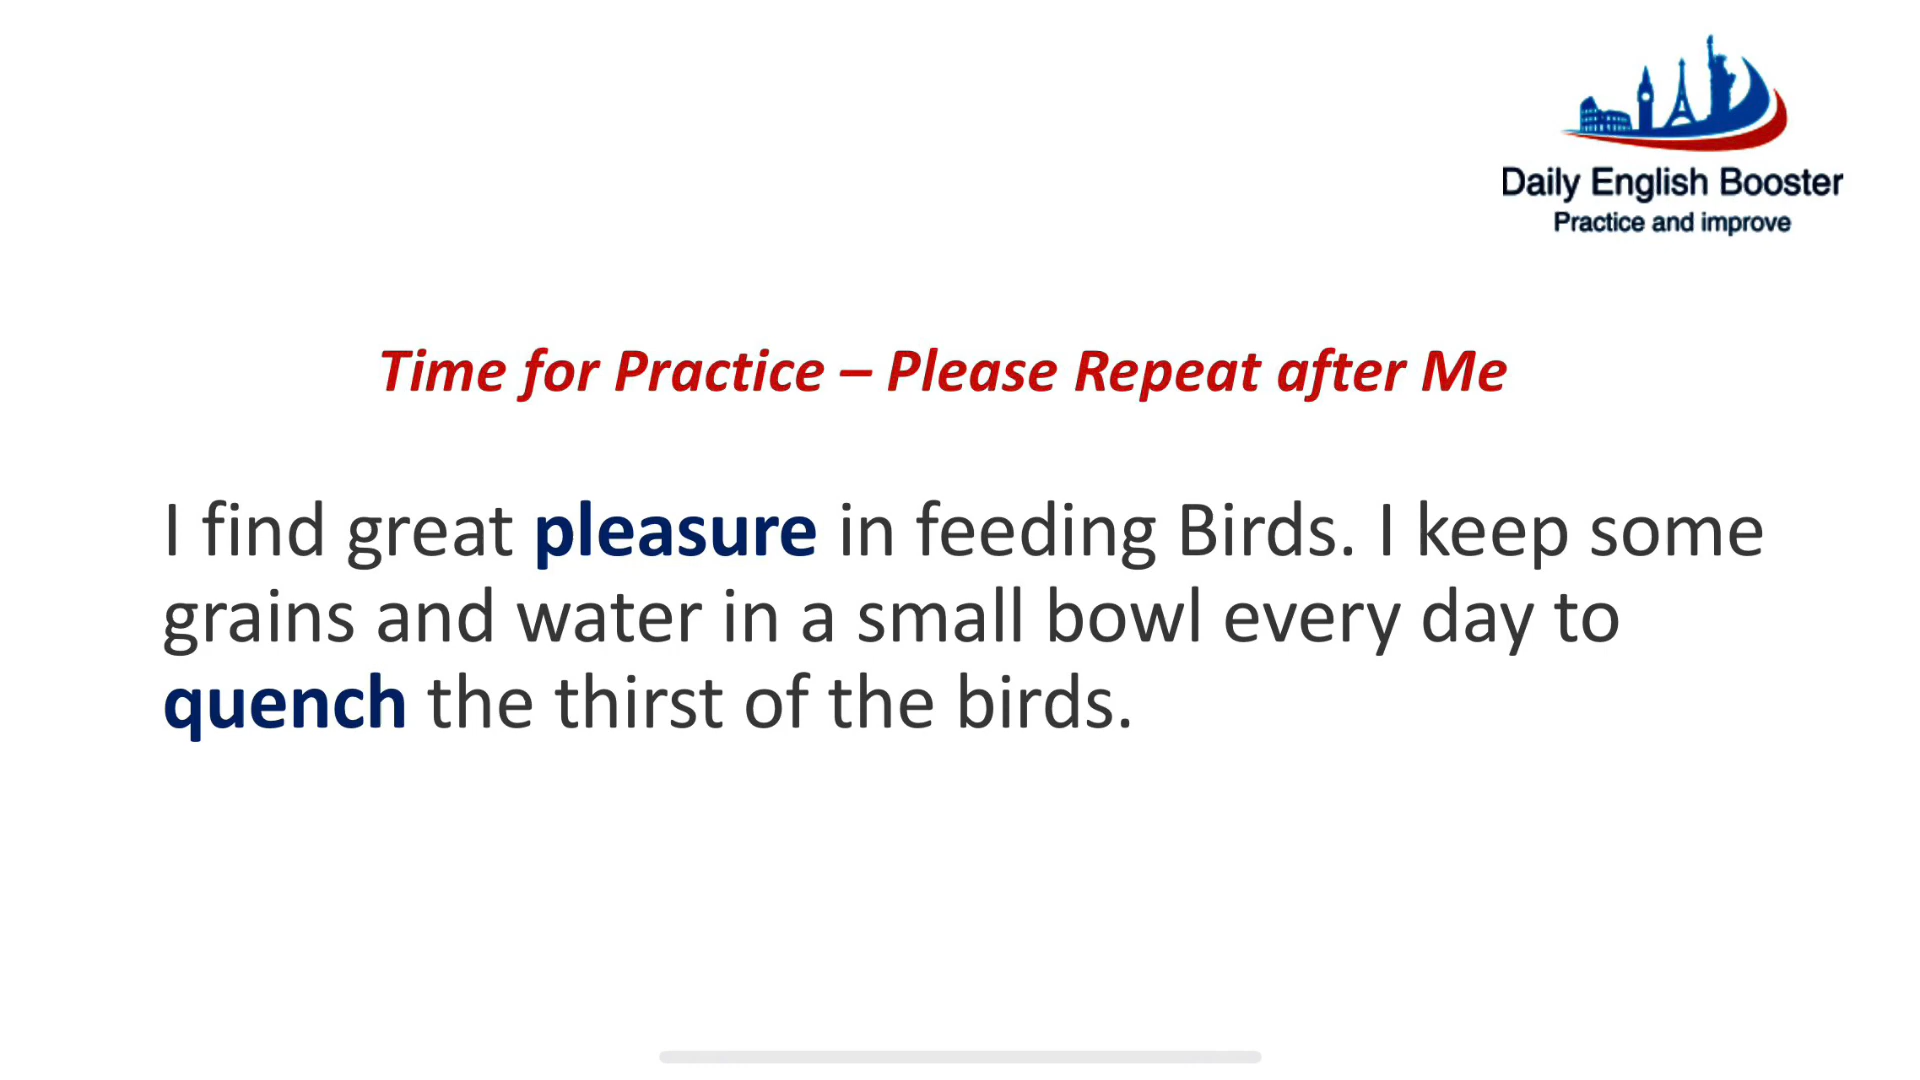 Daily English Booster
Practice and improve
Time for Practice – Please Repeat after Me
I find great pleasure in feeding Birds. I keep some
grains and water in a small bowl every day to
quench the thirst of the birds.